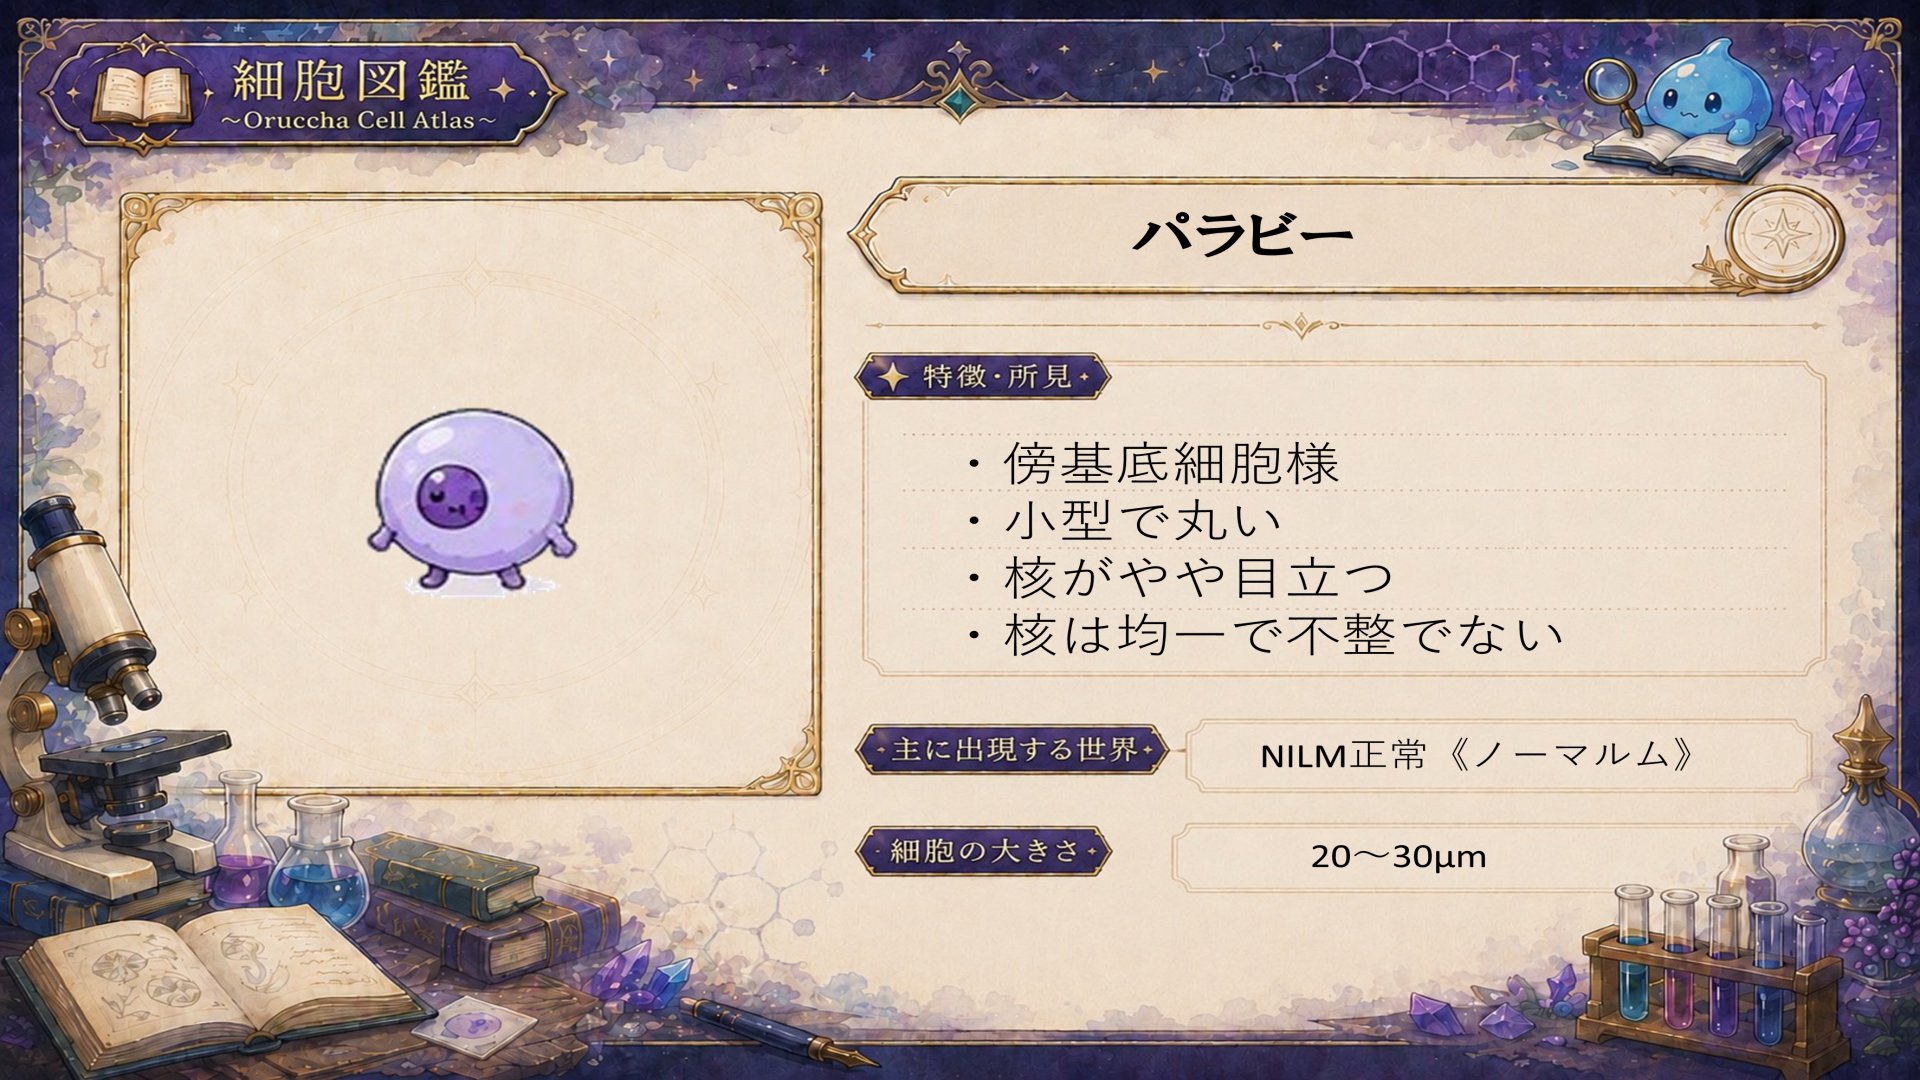 細胞図鑑
~Oruccha Cell Atlas~
パラビー
特徴・所見
・傍基底細胞様
・小型で丸い
・核がやや目立つ
・核は均一で不整でない
主に出現する世界
NILM正常《ノーマルム》
細胞の大きさ
20～30μm